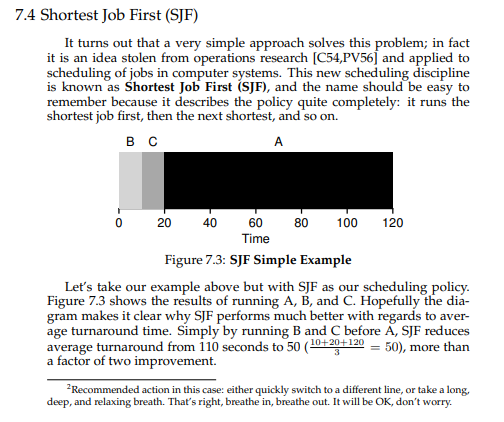 7.4 Shortest Job First (SJF)
It turns out that a very simple approach solves this problem; in fact
it is an idea stolen from operations research [C54,PV56] and applied to
scheduling of jobs in computer systems. This new scheduling discipline
is known as Shortest Job First (SJF), and the name should be easy to
remember because it describes the policy quite completely: it runs the
shortest job first, then the next shortest, and so on.
B C A
0 20 40 60 80 100 120
Time
Figure 7.3: SJF Simple Example
Let's take our example above but with SJF as our scheduling policy.
Figure 7.3 shows the results of running A, B, and C. Hopefully the dia-
gram makes it clear why SJF performs much better with regards to aver-
age turnaround time. Simply by running B and C before A, SJF reduces
average turnaround from 110 seconds to 50 (10+20+120/3 = 50), more than
a factor of two improvement.
2Recommended action in this case: either quickly switch to a different line, or take a long,
deep, and relaxing breath. That's right, breathe in, breathe out. It will be OK, don't worry.